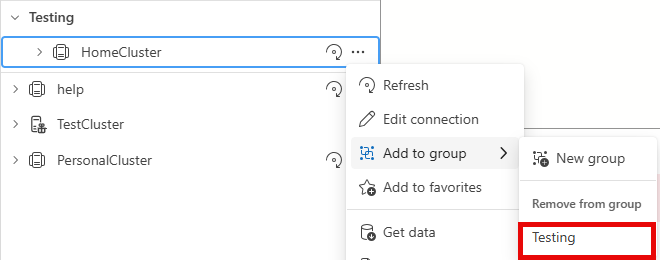 Testing
HomeCluster
help
TestCluster
PersonalCluster
Refresh
Edit connection
Add to group
Add to favorites
Get data
New group
Remove from group
Testing